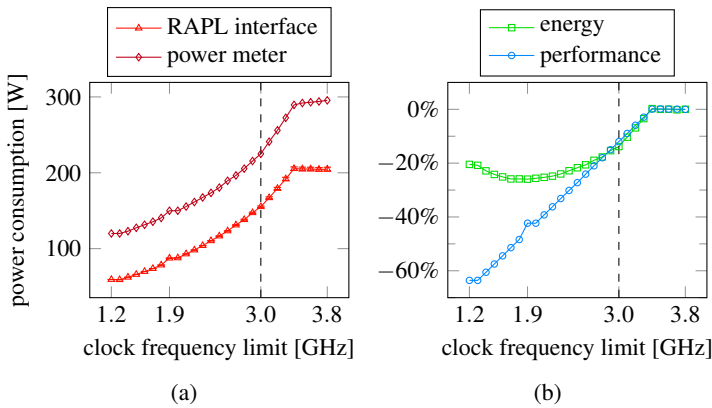 RAPL interface
power meter
power consumption [W]
300
200
100
1.2 1.9 3.0 3.8
clock frequency limit [GHz]
(a)
energy
performance
0%
−20%
−40%
−60%
1.2 1.9 3.0 3.8
clock frequency limit [GHz]
(b)